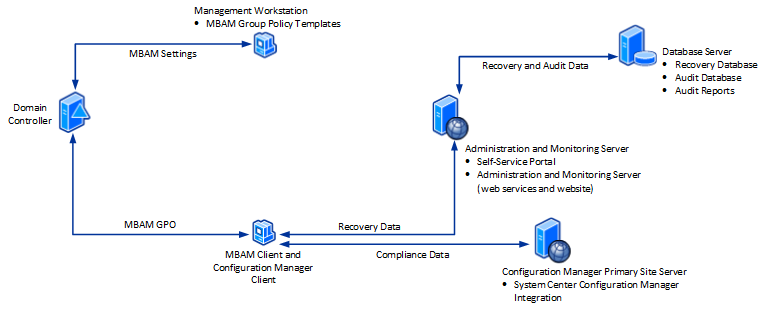 Management Workstation
• MBAM Group Policy Templates
MBAM Settings
Domain
Controller
Recovery and Audit Data
Database Server
• Recovery Database
• Audit Database
• Audit Reports
Administration and Monitoring Server
• Self-Service Portal
• Administration and Monitoring Server
(web services and website)
MBAM GPO
Recovery Data
MBAM Client and
Configuration Manager
Client
Compliance Data
Configuration Manager Primary Site Server
• System Center Configuration Manager
Integration